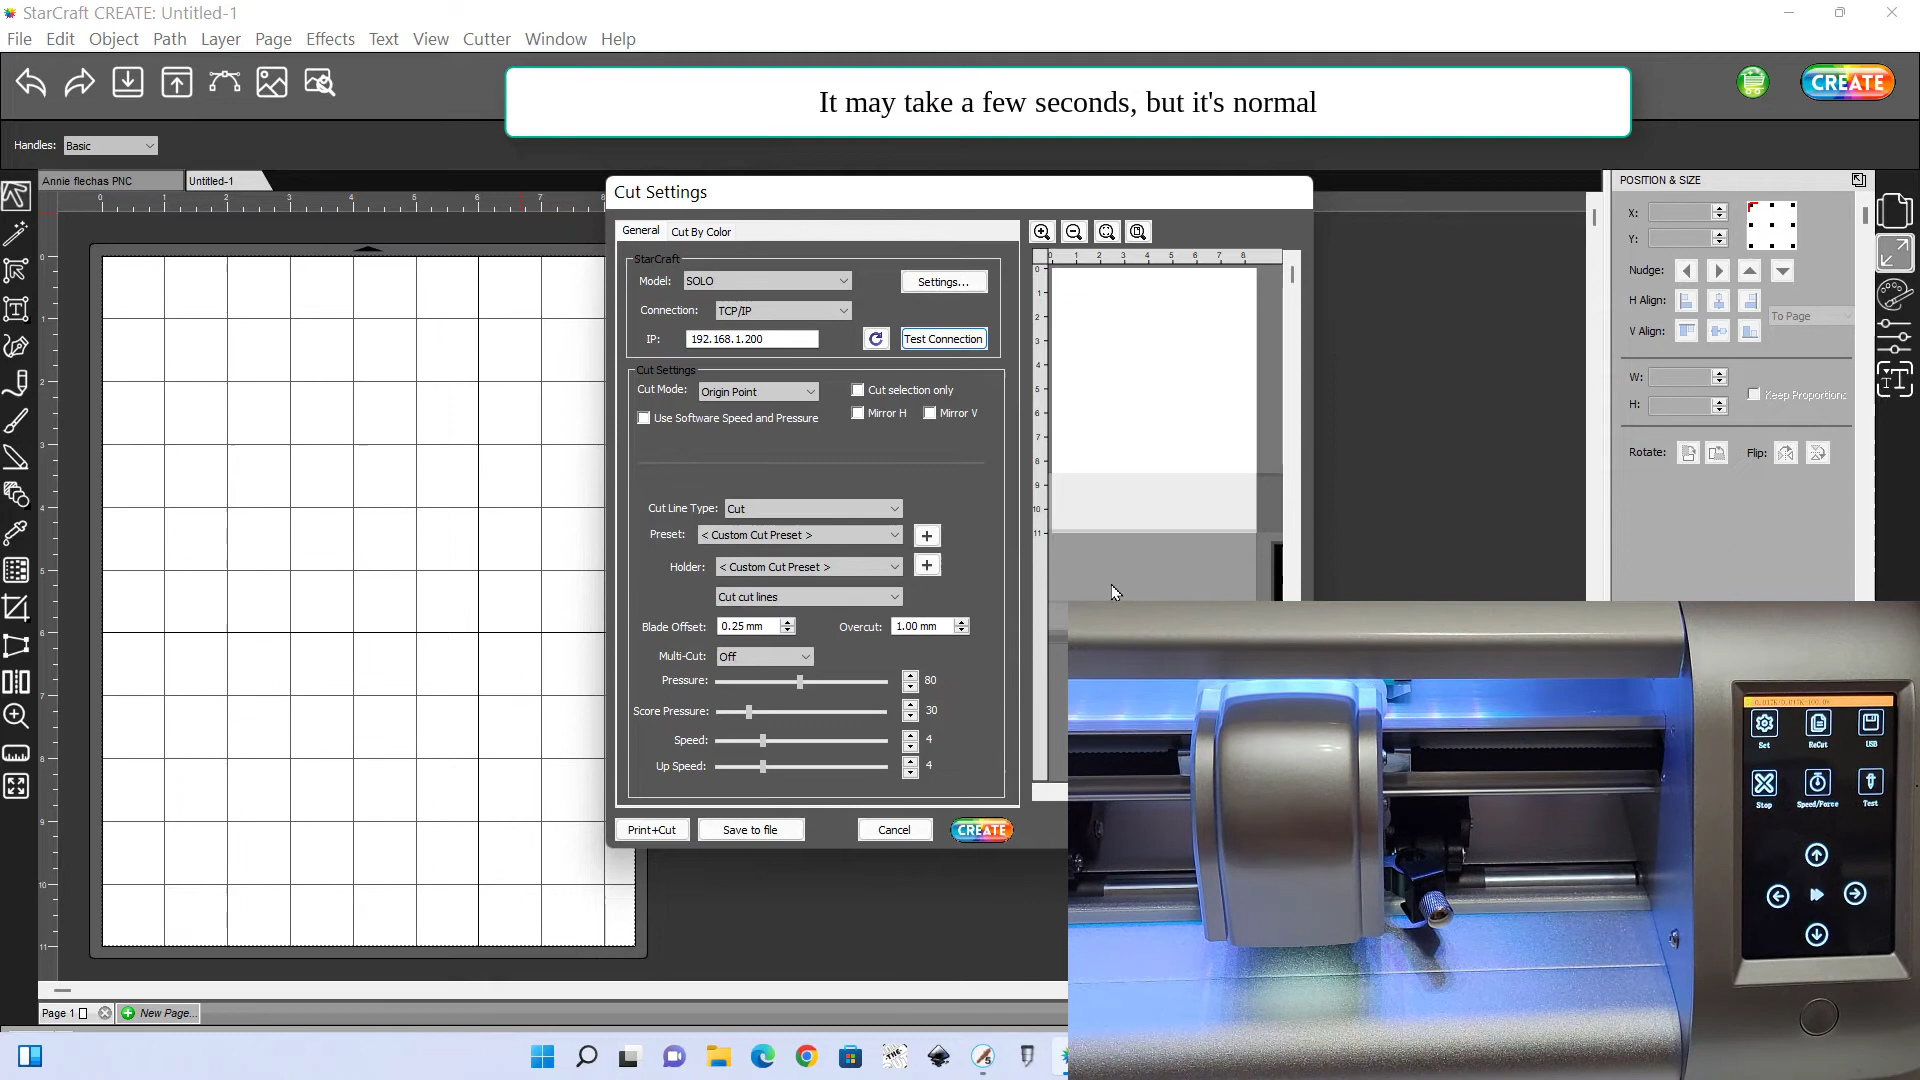 StarCraft CREATE: Untitled-1
File Edit Object Path Layer Page Effects Text View Cutter Window Help
It may take a few seconds, but it's normal
CREATE
Handles: Basic
Annie flechas PNC
Untitled-1
Cut Settings
General
Cut By Color
StarCraft
Model: SOLO
Settings...
Connection: TCP/IP
IP: 192.168.1.200
Test Connection
Cut Settings
Cut Mode: Origin Point
Cut selection only
Use Software Speed and Pressure
Mirror H
Mirror V
Cut Line Type: Cut
Preset: < Custom Cut Preset >
Holder: < Custom Cut Preset >
Cut cut lines
Blade Offset: 0.25 mm
Overcut: 1.00 mm
Multi-Cut: Off
Pressure: 80
Score Pressure: 30
Speed: 4
Up Speed: 4
Print+Cut
Save to file
Cancel
CREATE
POSITION & SIZE
X:
Y:
Nudge:
H Align:
To Page
V Align:
W:
H:
Keep Proportions
Rotate:
Flip:
Set
ReCut
USB
Stop
Speed/Force
Test
Page 1
New Page...